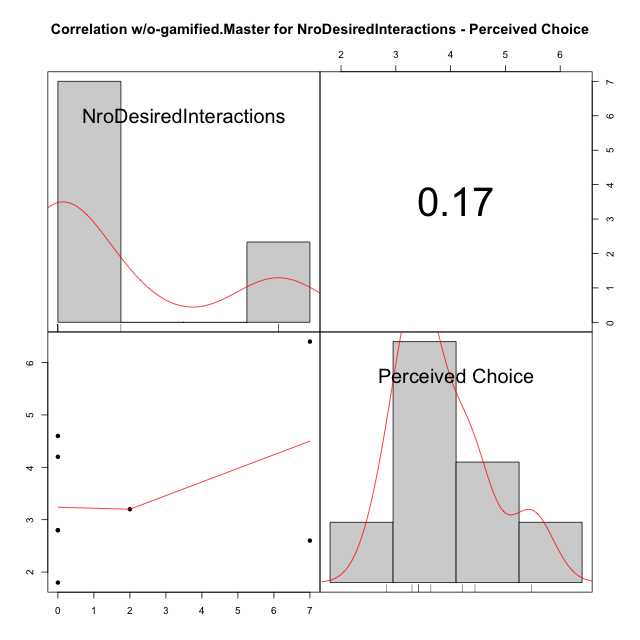 Correlation w/o-gamified.Master for NroDesiredInteractions - Perceived Choice
2 3 4 5 6
NroDesiredInteractions
0.17
7
6
5
4
3
2
1
0
Perceived Choice
6
5
4
3
2
0 1 2 3 4 5 6 7